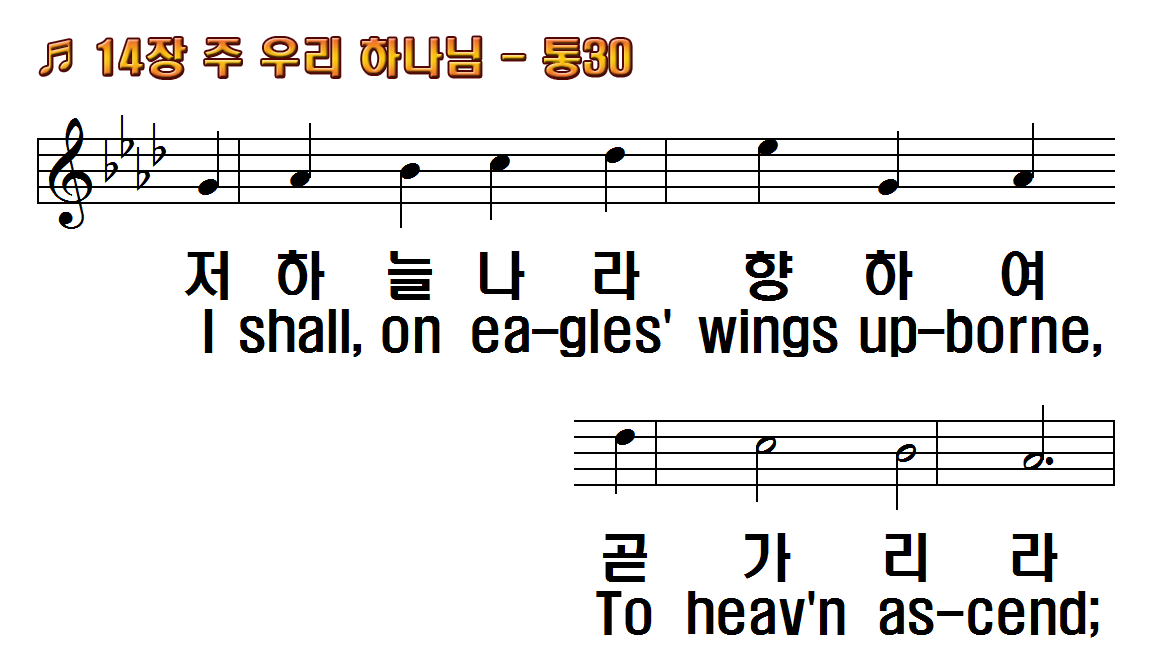 ♬ 14장 주 우리 하나님 - 통30
저 하 늘 나 라 향 하 여
I shall, on ea-gles' wings up-borne,
곧 가 리 라
To heav'n as-cend;